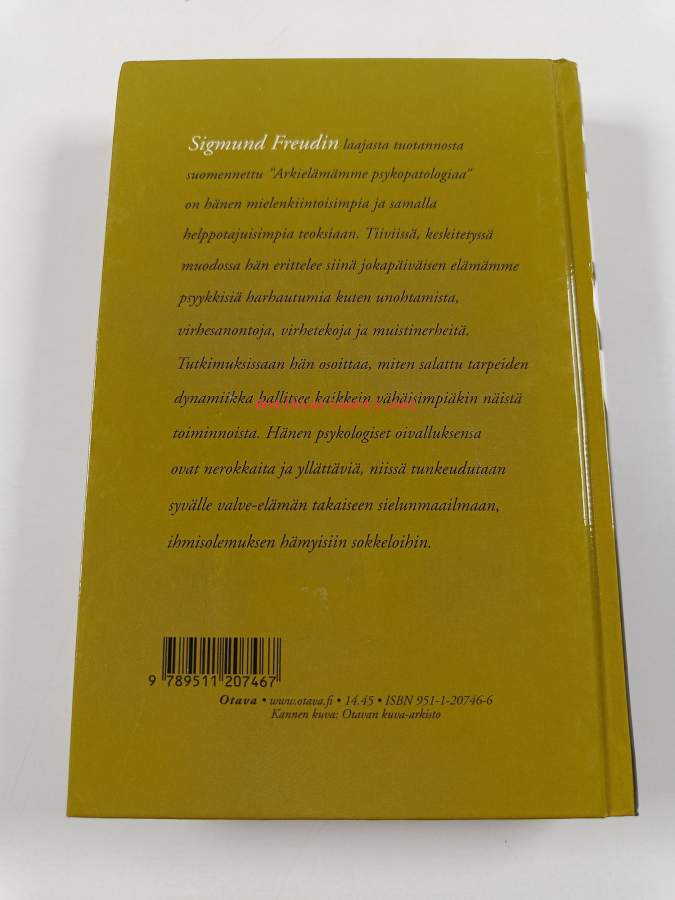 Sigmund Freudin laajasta tuotannosta
suomennettu "Arkielämämme psykopatologiaa"
on hänen mielenkiintoisimpia ja samalla
helppotajuisimpia teoksiaan. Tiiviissä, keskitetyssä
muodossa hän erittelee siinä jokapäiväisen elämämme
psyykkisiä harhautumia kuten unohtamista,
virhesanontoja, virhetekoja ja muistinerheitä.
Tutkimuksissaan hän osoittaa, miten salattu tarpeiden
dynamiikka hallitsee kaikkein vähäisimpiäkin näistä
toiminnoista. Hänen psykologiset oivalluksensa
ovat nerokkaita ja yllättäviä, niissä tunkeudutaan
syvälle valve-elämän takaiseen sielunmaailmaan,
ihmisolemuksen hämyisiin sokkeloihin.
9 789511 207467
Otava • www.otava.fi • 14.45 • ISBN 951-1-20746-6
Kannen kuva: Otavan kuva-arkisto